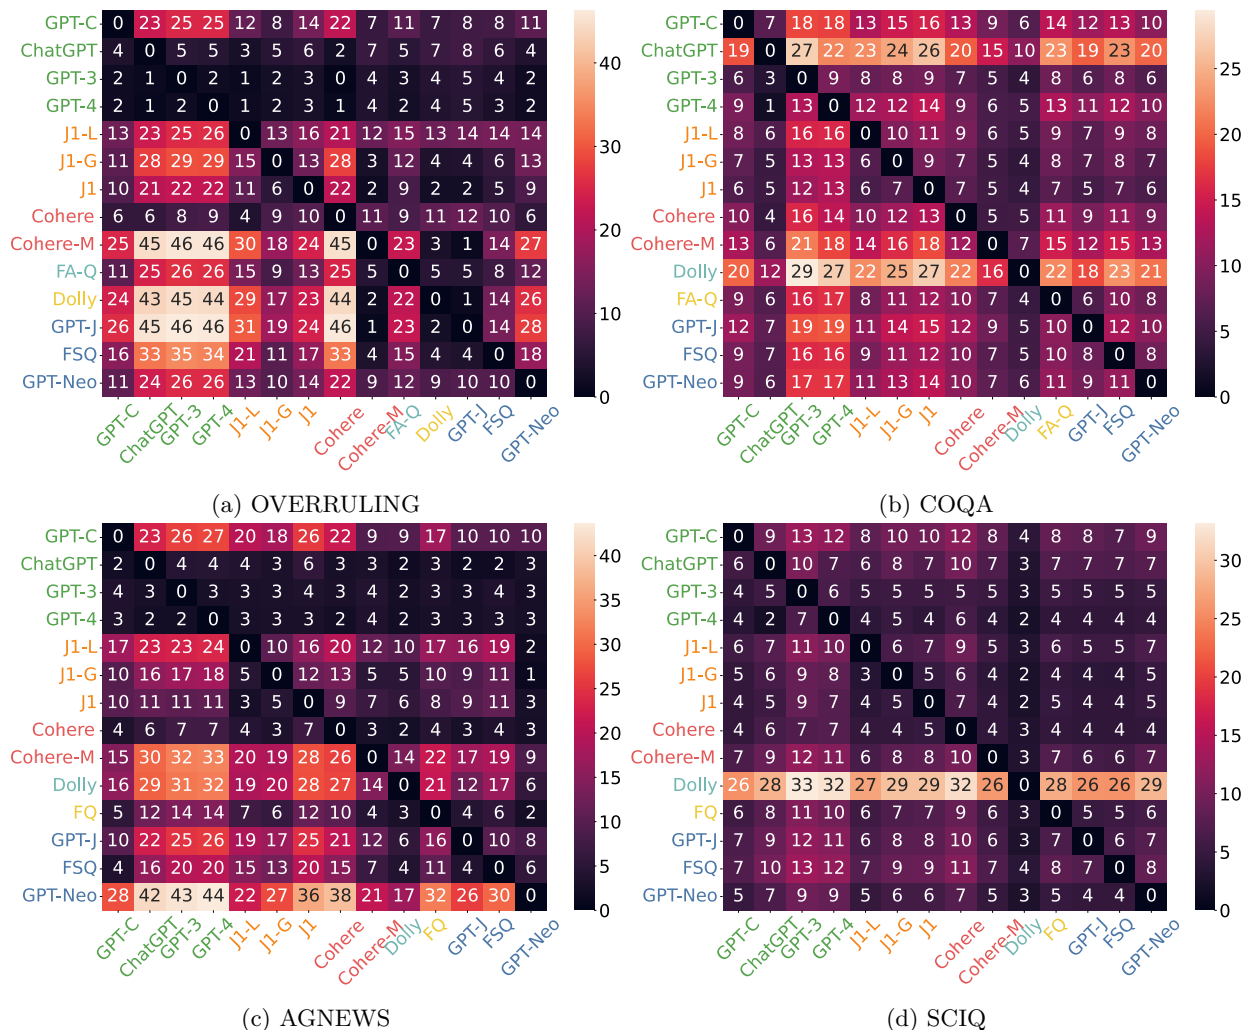 GPT-C 0 23 25 25 12 8 14 22 7 11 7 8 8 11
ChatGPT 4 0 5 5 3 5 6 2 7 5 7 8 6 4
GPT-3 2 1 0 2 1 2 3 0 4 3 4 4 5 2
GPT-4 2 1 2 0 1 2 3 1 4 2 4 5 3 2
J1-L 13 23 25 26 0 13 16 21 12 15 13 14 14 14
J1-G 11 28 29 29 15 0 13 28 3 12 4 4 6 13
J1 10 21 22 22 11 6 0 22 2 9 2 2 5 9
Cohere 6 6 8 9 4 9 10 0 11 9 11 12 10 6
Cohere-M 25 45 46 46 30 18 24 45 0 23 3 1 14 27
FA-Q 11 25 26 26 15 9 13 25 5 0 5 5 8 12
Dolly 24 43 45 44 29 17 23 44 2 22 0 1 14 26
GPT-J 26 45 46 46 31 19 24 46 1 23 2 0 14 28
FSQ 16 33 35 34 21 11 17 33 4 15 4 4 0 18
GPT-Neo 11 24 26 26 13 10 14 22 9 12 9 10 10 0
GPT-C ChatGPT GPT-3 GPT-4 J1-L J1-G J1 Cohere Cohere-M FA-Q Dolly GPT-J FSQ GPT-Neo
40
30
20
10
0
(a) OVERRULING
GPT-C 0 7 18 18 13 15 16 13 9 6 14 12 13 10
ChatGPT 19 0 27 22 23 24 26 20 15 10 23 19 23 20
GPT-3 6 3 0 9 8 8 9 7 5 4 8 6 8 6
GPT-4 9 1 13 0 12 12 14 9 6 5 13 11 12 10
J1-L 8 6 16 16 0 10 11 9 6 5 9 7 9 8
J1-G 7 5 13 13 6 0 9 7 5 4 8 7 8 7
J1 6 5 12 13 6 7 0 7 5 4 7 5 7 6
Cohere 10 4 16 14 10 12 13 0 5 5 11 9 11 9
Cohere-M 13 6 21 18 14 16 18 12 0 7 15 12 15 13
Dolly 20 12 29 27 22 25 27 22 16 0 22 18 23 21
FA-Q 9 6 16 17 8 11 12 10 7 4 0 6 10 8
GPT-J 12 7 19 19 11 14 15 12 9 5 10 0 12 10
FSQ 9 7 16 16 9 11 12 10 7 5 10 8 0 8
GPT-Neo 9 6 17 17 11 13 14 10 7 6 11 9 11 0
GPT-C ChatGPT GPT-3 GPT-4 J1-L J1-G J1 Cohere Cohere-M Dolly FA-Q GPT-J FSQ GPT-Neo
25
20
15
10
5
0
(b) COQA
GPT-C 0 23 26 27 20 18 26 22 9 9 17 10 10 10
ChatGPT 2 0 4 4 4 3 6 3 2 2 3 2 2 3
GPT-3 4 3 0 3 3 3 4 3 4 2 3 3 4 3
GPT-4 3 2 2 0 3 3 3 2 4 2 3 3 3 3
J1-L 17 23 23 24 0 10 16 20 12 10 17 16 19 2
J1-G 10 16 17 18 5 0 12 13 5 5 10 9 11 1
J1 10 11 11 11 3 5 0 9 7 6 8 9 11 3
Cohere 4 6 7 7 4 3 7 0 3 2 4 3 4 3
Cohere-M 15 30 32 33 20 19 28 26 0 14 22 17 19 9
Dolly 16 29 31 32 19 20 28 27 14 0 21 12 17 6
FQ 5 12 14 14 7 6 12 10 4 3 0 4 6 2
GPT-J 10 22 25 26 19 17 25 21 12 6 16 0 10 8
FSQ 4 16 20 20 15 13 20 15 7 4 11 4 0 6
GPT-Neo 28 42 43 44 22 27 36 38 21 17 32 26 30 0
GPT-C ChatGPT GPT-3 GPT-4 J1-L J1-G J1 Cohere Cohere-M Dolly FQ GPT-J FSQ GPT-Neo
40
35
30
25
20
15
10
5
0
(c) AGNEWS
GPT-C 0 9 13 12 8 10 10 12 8 4 8 8 7 9
ChatGPT 6 0 10 7 6 8 7 10 7 3 7 7 7 7
GPT-3 4 5 0 6 5 5 5 5 5 3 5 5 5 5
GPT-4 4 2 7 0 4 5 4 6 4 2 4 4 4 4
J1-L 6 7 11 10 0 6 7 9 5 3 6 5 5 7
J1-G 5 6 9 8 3 0 5 6 4 3 4 4 4 5
J1 4 5 9 7 4 5 0 7 4 2 5 4 4 5
Cohere 4 6 7 7 4 4 5 0 4 3 4 4 4 4
Cohere-M 7 9 12 11 6 8 8 10 0 3 7 6 6 7
Dolly 26 28 33 32 27 29 29 32 26 0 28 26 26 29
FQ 6 8 11 10 6 7 7 9 6 3 0 5 5 6
GPT-J 7 9 12 11 6 8 8 10 6 3 7 0 6 7
FSQ 7 10 13 12 7 9 9 11 7 4 8 7 0 8
GPT-Neo 5 7 9 9 5 6 6 7 5 3 5 4 4 0
GPT-C ChatGPT GPT-3 GPT-4 J1-L J1-G J1 Cohere Cohere-M Dolly FQ GPT-J FSQ GPT-Neo
30
25
20
15
10
5
0
(d) SCIQ